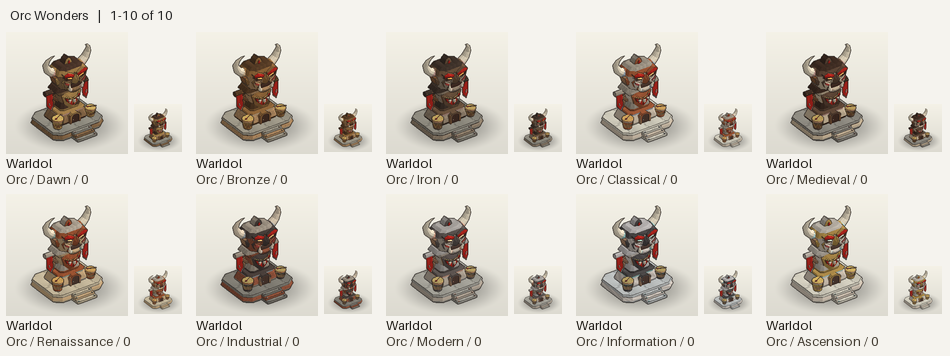 Orc Wonders | 1-10 of 10
WarIdol
Orc / Dawn / 0
WarIdol
Orc / Bronze / 0
WarIdol
Orc / Iron / 0
WarIdol
Orc / Classical / 0
WarIdol
Orc / Medieval / 0
WarIdol
Orc / Renaissance / 0
WarIdol
Orc / Industrial / 0
WarIdol
Orc / Modern / 0
WarIdol
Orc / Information / 0
WarIdol
Orc / Ascension / 0